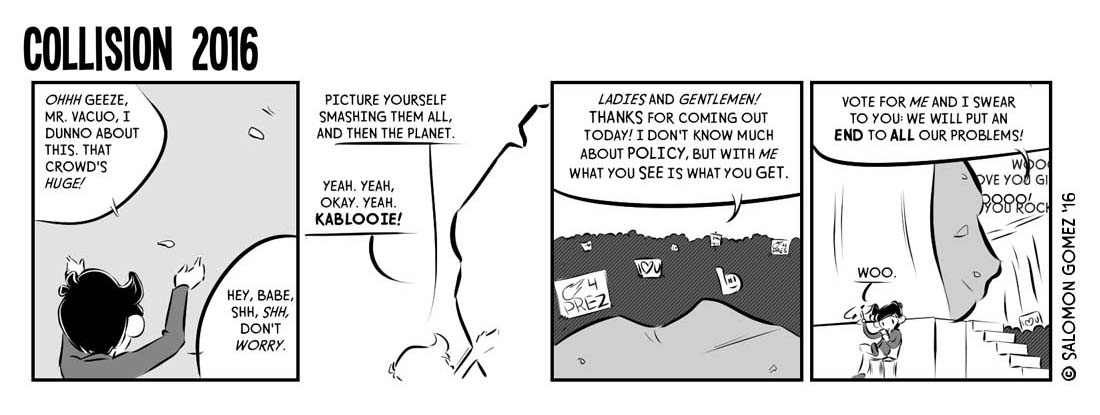 COLLISION 2016
OHHH GEEZE,
MR. VACUO, I
DUNNO ABOUT
THIS. THAT
CROWD'S
HUGE!
HEY, BABE,
SHH, SHH,
DON'T
WORRY.
PICTURE YOURSELF
SMASHING THEM ALL,
AND THEN THE PLANET.
YEAH. YEAH,
OKAY. YEAH.
KABLOOIE!
LADIES AND GENTLEMEN!
THANKS FOR COMING OUT
TODAY! I DON'T KNOW MUCH
ABOUT POLICY, BUT WITH ME
WHAT YOU SEE IS WHAT YOU GET.
4
PREZ
I ♥ U
VOTE FOR ME AND I SWEAR
TO YOU: WE WILL PUT AN
END TO ALL OUR PROBLEMS!
WOO
OVE YOU GI
OOOO!
YOU ROCK
WOO.
I ♥ U
© SALOMON GOMEZ '16